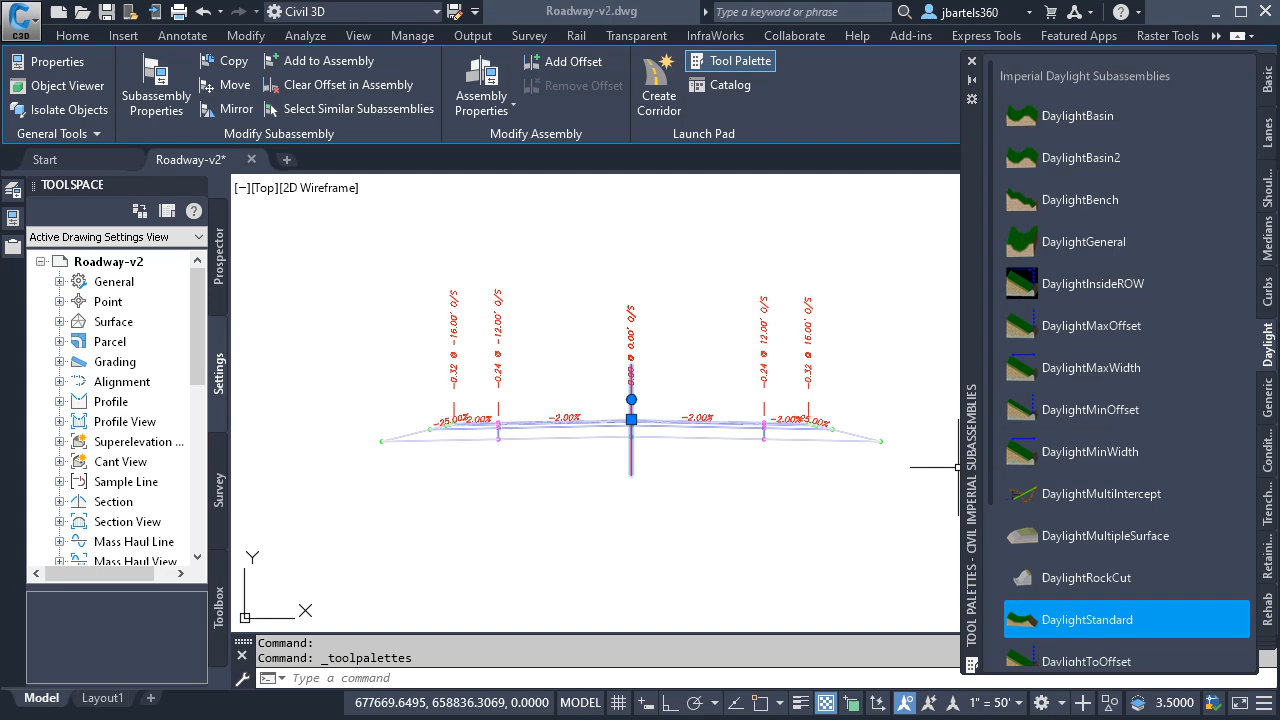 C3D
Civil 3D
Roadway-v2.dwg
Type a keyword or phrase
jbartels360
Home
Insert
Annotate
Modify
Analyze
View
Manage
Output
Survey
Rail
Transparent
InfraWorks
Collaborate
Help
Add-ins
Express Tools
Featured Apps
Raster Tools
Properties
Object Viewer
Isolate Objects
General Tools
Subassembly
Properties
Copy
Move
Mirror
Add to Assembly
Clear Offset in Assembly
Select Similar Subassemblies
Modify Subassembly
Assembly
Properties
Add Offset
Remove Offset
Modify Assembly
Create
Corridor
Tool Palette
Catalog
Launch Pad
Start
Roadway-v2*
TOOLSPACE
Active Drawing Settings View
Roadway-v2
General
Point
Surface
Parcel
Grading
Alignment
Profile
Profile View
Superelevation ...
Cant View
Sample Line
Section
Section View
Mass Haul Line
Mass Haul View
Prospector
Settings
Survey
Toolbox
[−][Top][2D Wireframe]
-0.32 @ -16.00' O/S
-0.24 @ -12.00' O/S
0.00 @ 0.00' O/S
-0.24 @ 12.00' O/S
-0.32 @ 16.00' O/S
-25.00%
-2.00%
-2.00%
-2.00%
-2.00%
Y
X
Command:
Command: _toolpalettes
Type a command
Model
Layout1
677669.6495, 658836.3069, 0.0000
MODEL
1" = 50'
3.5000
TOOL PALETTES - CIVIL IMPERIAL SUBASSEMBLIES
Imperial Daylight Subassemblies
DaylightBasin
DaylightBasin2
DaylightBench
DaylightGeneral
DaylightInsideROW
DaylightMaxOffset
DaylightMaxWidth
DaylightMinOffset
DaylightMinWidth
DaylightMultiIntercept
DaylightMultipleSurface
DaylightRockCut
DaylightStandard
DaylightToOffset
Basic
Lanes
Shoul...
Medians
Curbs
Daylight
Generic
Condit...
Trench...
Retaini...
Rehab